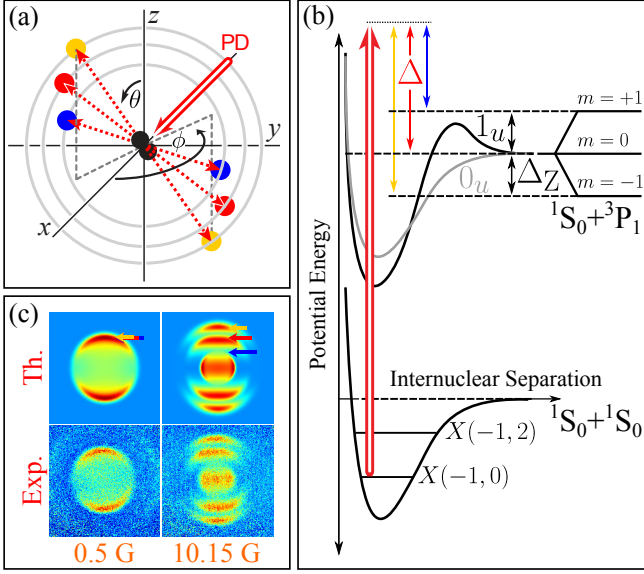 (a)
z
PD
θ
y
ϕ
x
(b)
Δ
m = +1
1u
m = 0
0u
ΔZ
m = −1
¹S₀+³P₁
Potential Energy
Internuclear Separation
¹S₀+¹S₀
X(−1, 2)
X(−1, 0)
(c)
Th.
Exp.
0.5 G
10.15 G